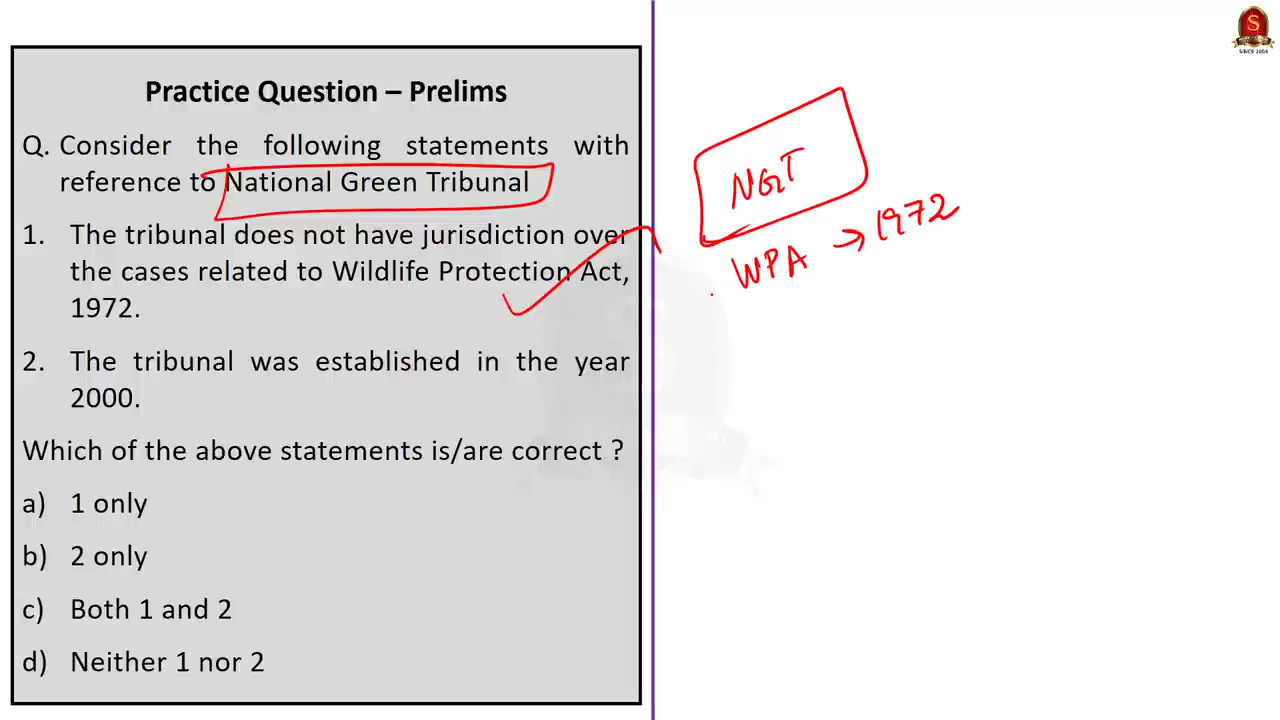 Practice Question – Prelims
Q. Consider the following statements with
reference to National Green Tribunal
1. The tribunal does not have jurisdiction over
the cases related to Wildlife Protection Act,
1972.
2. The tribunal was established in the year
2000.
Which of the above statements is/are correct ?
a) 1 only
b) 2 only
c) Both 1 and 2
d) Neither 1 nor 2
NGT
WPA → 1972
S
SINCE 2004